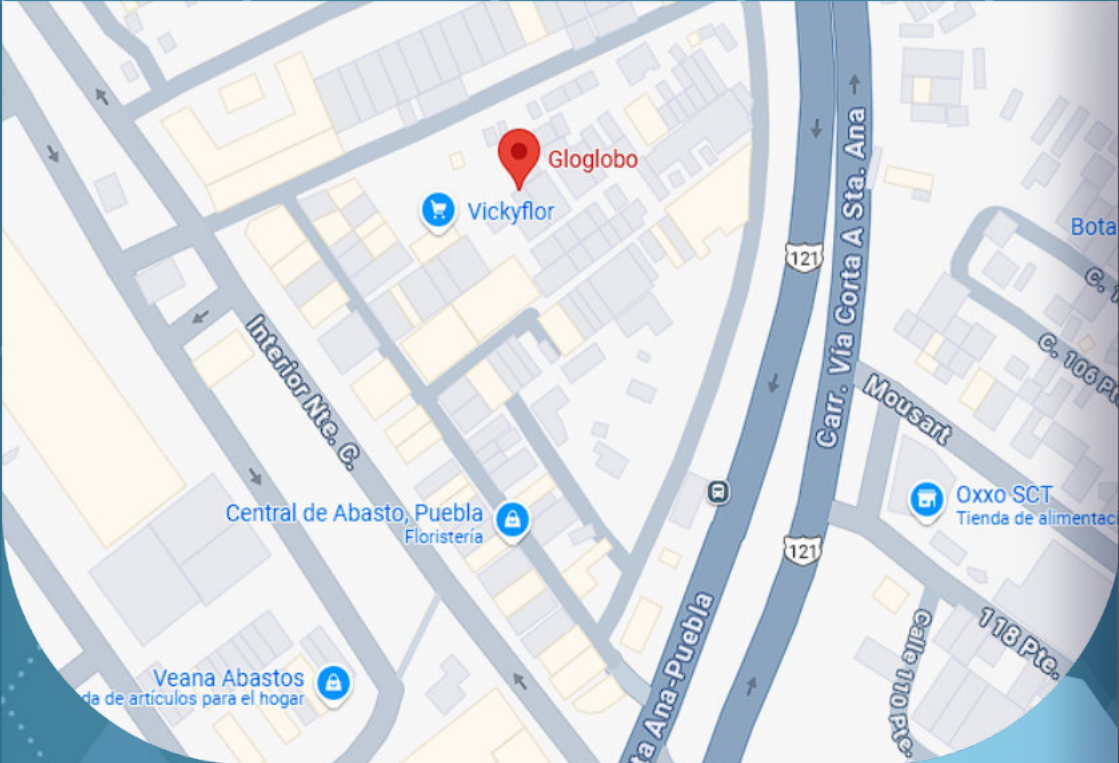 Gloglobo
Vickyflor
121
Carr. Vía Corta A Sta. Ana
Bota
C. 106
Interior Nte. C.
Mousart
Central de Abasto, Puebla
Floristería
Oxxo SCT
Tienda de alimentac
121
118 Pte.
Calle 110 Pte.
ta Ana-Puebla
Veana Abastos
da de artículos para el hogar